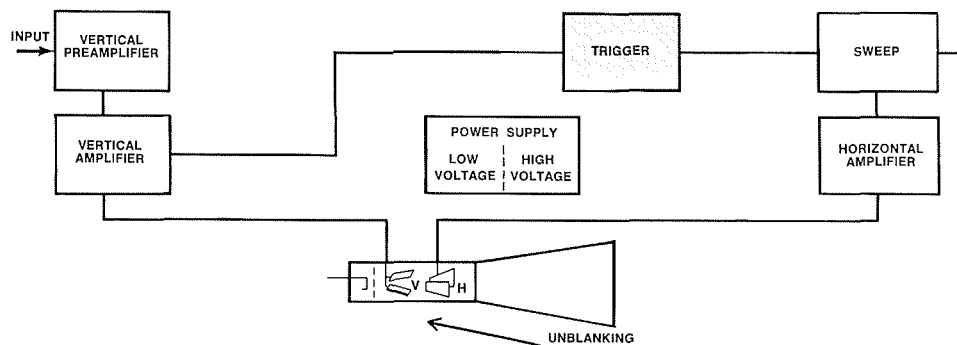 INPUT
VERTICAL
PREAMPLIFIER
TRIGGER
SWEEP
VERTICAL
AMPLIFIER
POWER SUPPLY
LOW
VOLTAGE
HIGH
VOLTAGE
HORIZONTAL
AMPLIFIER
V
H
UNBLANKING